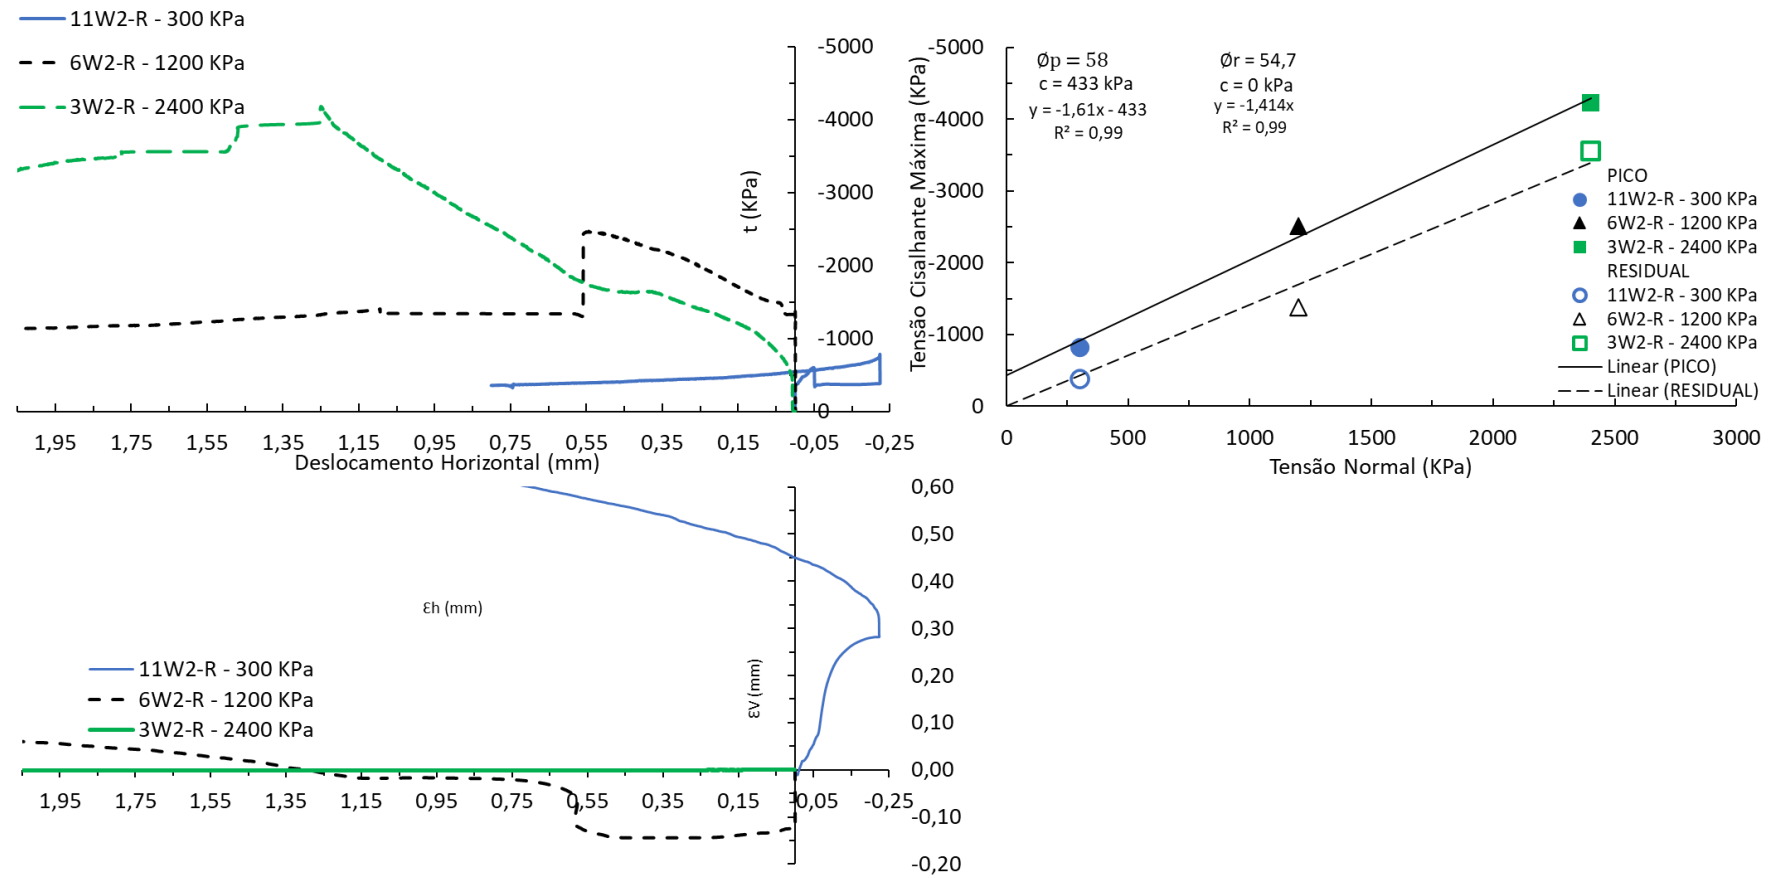 11W2-R - 300 KPa
6W2-R - 1200 KPa
3W2-R - 2400 KPa
-5000
-4000
-3000
-2000
-1000
0
t (KPa)
1,95 1,75 1,55 1,35 1,15 0,95 0,75 0,55 0,35 0,15 -0,05 -0,25
Deslocamento Horizontal (mm)
-5000
-4000
-3000
-2000
-1000
0
Tensão Cisalhante Máxima (KPa)
Øp = 58
c = 433 kPa
y = -1,61x - 433
R² = 0,99
Ør = 54,7
c = 0 kPa
y = -1,414x
R² = 0,99
PICO
11W2-R - 300 KPa
6W2-R - 1200 KPa
3W2-R - 2400 KPa
RESIDUAL
11W2-R - 300 KPa
6W2-R - 1200 KPa
3W2-R - 2400 KPa
Linear (PICO)
Linear (RESIDUAL)
0 500 1000 1500 2000 2500 3000
Tensão Normal (KPa)
0,60
0,50
0,40
0,30
0,20
0,10
0,00
-0,10
-0,20
Ɛh (mm)
ƐV (mm)
11W2-R - 300 KPa
6W2-R - 1200 KPa
3W2-R - 2400 KPa
1,95 1,75 1,55 1,35 1,15 0,95 0,75 0,55 0,35 0,15 -0,05 -0,25